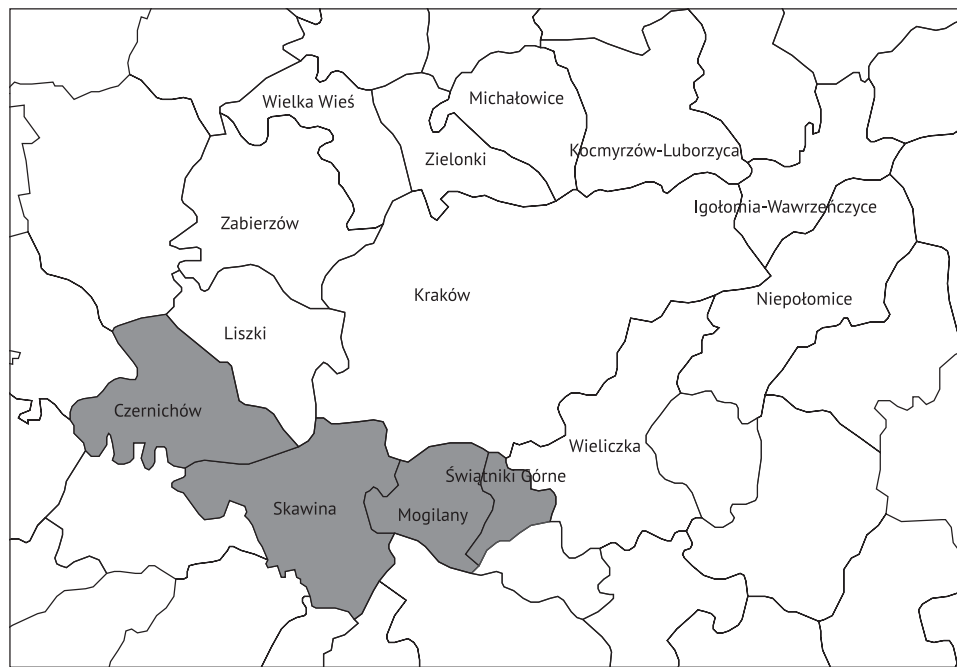 Wielka Wieś
Michałowice
Zielonki
Kocmyrzów-Luborzyca
Igołomia-Wawrzeńczyce
Zabierzów
Kraków
Niepołomice
Liszki
Czernichów
Wieliczka
Świątniki Górne
Skawina
Mogilany